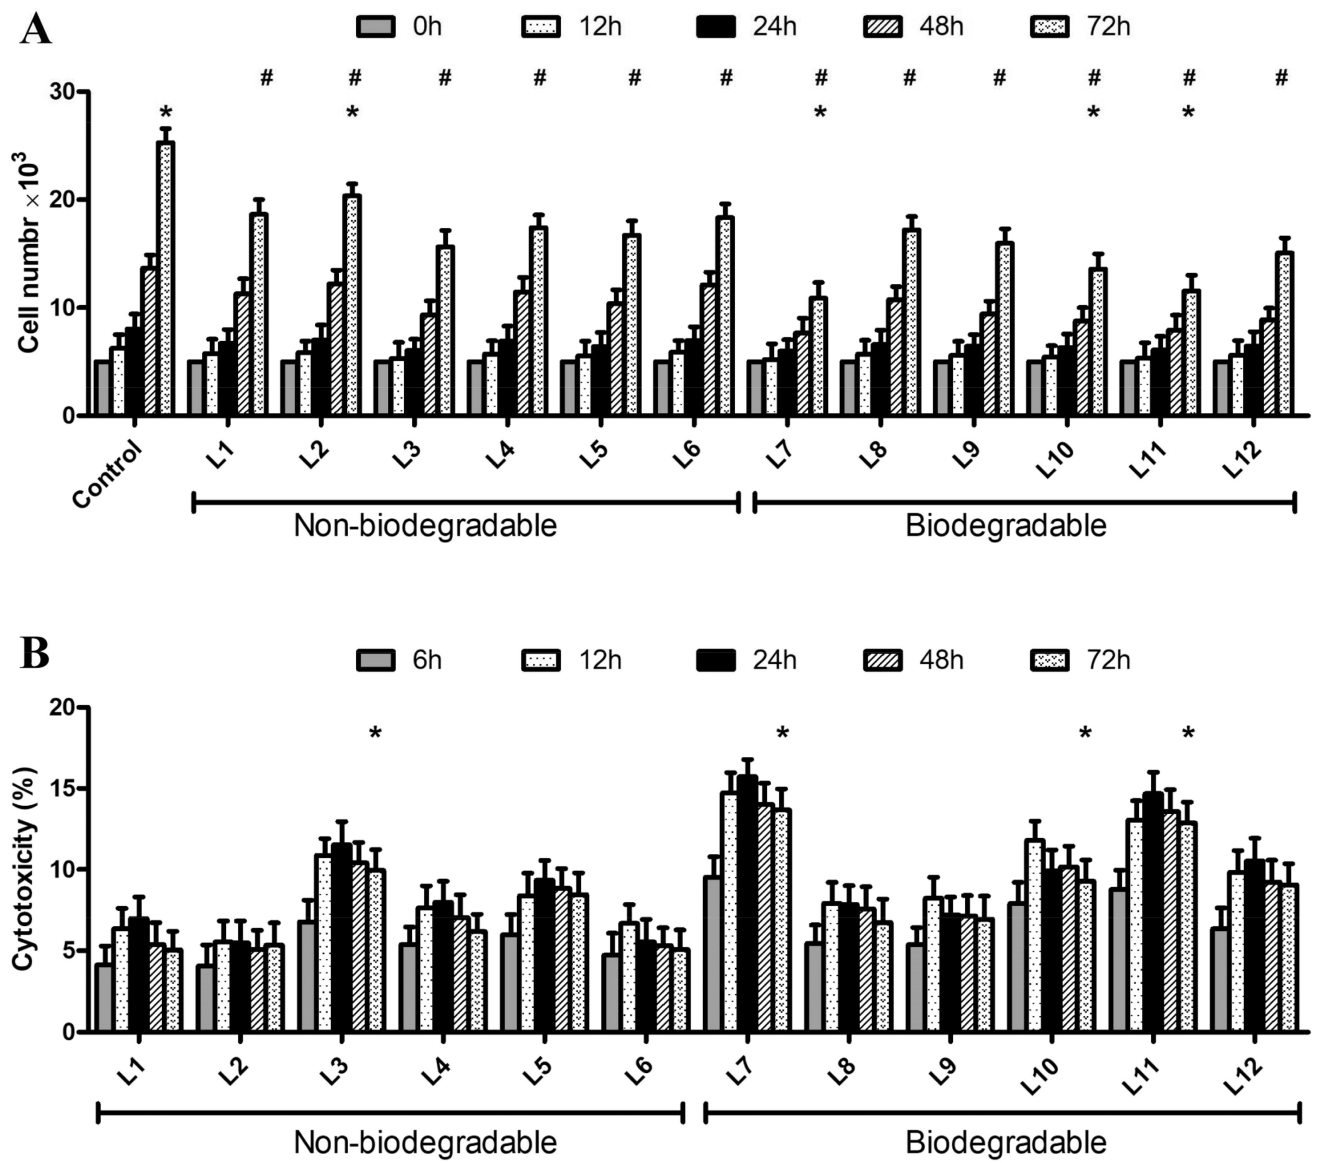 A
0h 12h 24h 48h 72h
# # # # # # # # # # # #
* * * * *
Cell numbr ×10³
30
20
10
0
Control L1 L2 L3 L4 L5 L6 L7 L8 L9 L10 L11 L12
Non-biodegradable Biodegradable
B
6h 12h 24h 48h 72h
* * * *
Cytotoxicity (%)
20
15
10
5
0
L1 L2 L3 L4 L5 L6 L7 L8 L9 L10 L11 L12
Non-biodegradable Biodegradable